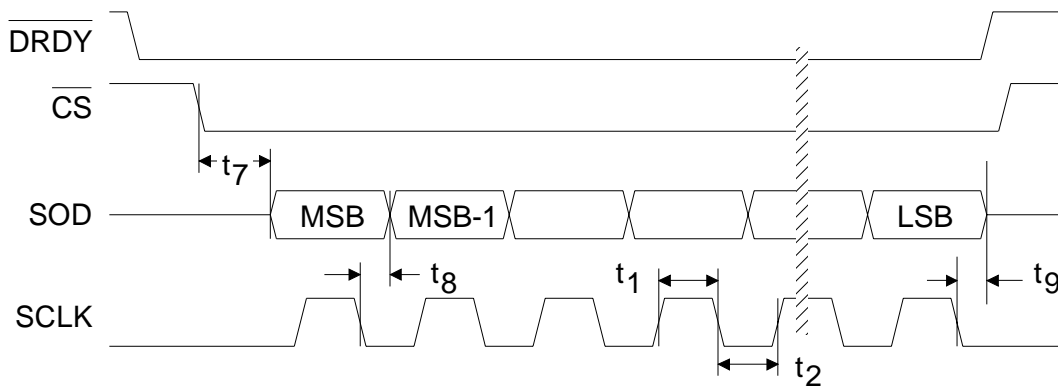 DRDY
CS
t7
SOD MSB MSB-1 LSB
t8 t1 t9
SCLK
t2